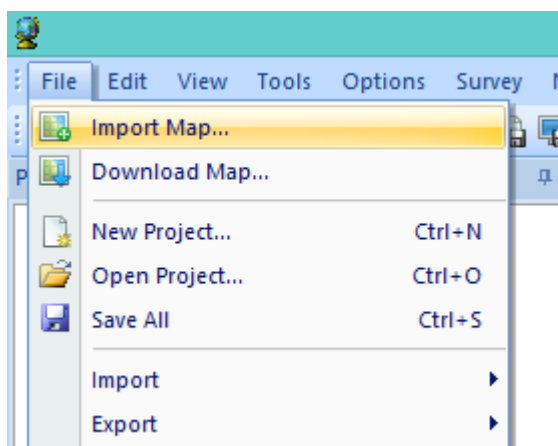 File Edit View Tools Options Survey
Import Map...
Download Map...
New Project... Ctrl+N
Open Project... Ctrl+O
Save All Ctrl+S
Import
Export